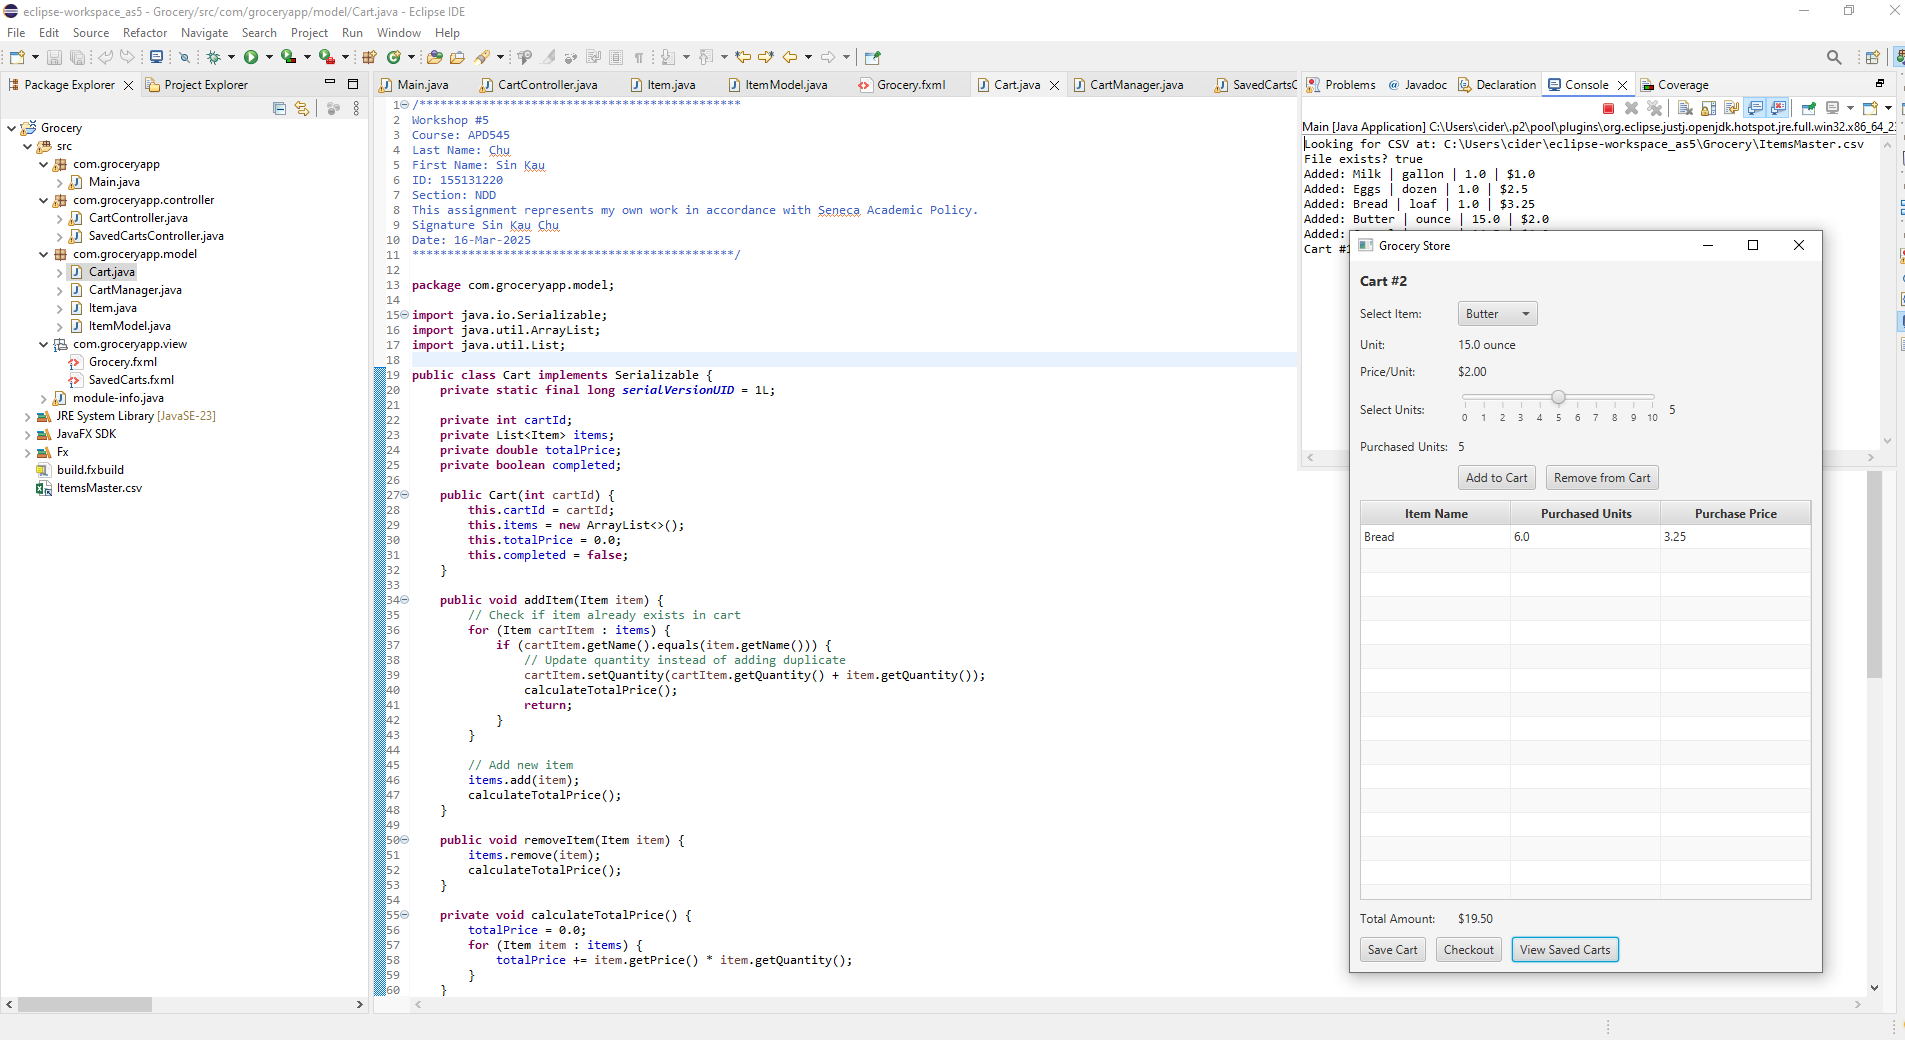 eclipse-workspace_as5 - Grocery/src/com/groceryapp/model/Cart.java - Eclipse IDE
File Edit Source Refactor Navigate Search Project Run Window Help
Package Explorer
Project Explorer
Grocery
src
com.groceryapp
Main.java
com.groceryapp.controller
CartController.java
SavedCartsController.java
com.groceryapp.model
Cart.java
CartManager.java
Item.java
ItemModel.java
com.groceryapp.view
Grocery.fxml
SavedCarts.fxml
module-info.java
JRE System Library [JavaSE-23]
JavaFX SDK
Fx
build.fxbuild
ItemsMaster.csv
Main.java CartController.java Item.java ItemModel.java Grocery.fxml Cart.java CartManager.java SavedCartsC
1 /**********************************************
2 Workshop #5
3 Course: APD545
4 Last Name: Chu
5 First Name: Sin Kau
6 ID: 155131220
7 Section: NDD
8 This assignment represents my own work in accordance with Seneca Academic Policy.
9 Signature Sin Kau Chu
10 Date: 16-Mar-2025
11 **********************************************/
12
13 package com.groceryapp.model;
14
15 import java.io.Serializable;
16 import java.util.ArrayList;
17 import java.util.List;
18
19 public class Cart implements Serializable {
20 private static final long serialVersionUID = 1L;
21
22 private int cartId;
23 private List<Item> items;
24 private double totalPrice;
25 private boolean completed;
26
27 public Cart(int cartId) {
28 this.cartId = cartId;
29 this.items = new ArrayList<>();
30 this.totalPrice = 0.0;
31 this.completed = false;
32 }
33
34 public void addItem(Item item) {
35 // Check if item already exists in cart
36 for (Item cartItem : items) {
37 if (cartItem.getName().equals(item.getName())) {
38 // Update quantity instead of adding duplicate
39 cartItem.setQuantity(cartItem.getQuantity() + item.getQuantity());
40 calculateTotalPrice();
41 return;
42 }
43 }
44
45 // Add new item
46 items.add(item);
47 calculateTotalPrice();
48 }
49
50 public void removeItem(Item item) {
51 items.remove(item);
52 calculateTotalPrice();
53 }
54
55 private void calculateTotalPrice() {
56 totalPrice = 0.0;
57 for (Item item : items) {
58 totalPrice += item.getPrice() * item.getQuantity();
59 }
60 }
Problems Javadoc Declaration Console Coverage
Main [Java Application] C:\Users\cider\.p2\pool\plugins\org.eclipse.justj.openjdk.hotspot.jre.full.win32.x86_64_23
Looking for CSV at: C:\Users\cider\eclipse-workspace_as5\Grocery\ItemsMaster.csv
File exists? true
Added: Milk | gallon | 1.0 | $1.0
Added: Eggs | dozen | 1.0 | $2.5
Added: Bread | loaf | 1.0 | $3.25
Added: Butter | ounce | 15.0 | $2.0
Added:
Cart #1
Grocery Store
Cart #2
Select Item: Butter
Unit: 15.0 ounce
Price/Unit: $2.00
Select Units: 0 1 2 3 4 5 6 7 8 9 10 5
Purchased Units: 5
Add to Cart Remove from Cart
Item Name Purchased Units Purchase Price
Bread 6.0 3.25
Total Amount: $19.50
Save Cart Checkout View Saved Carts